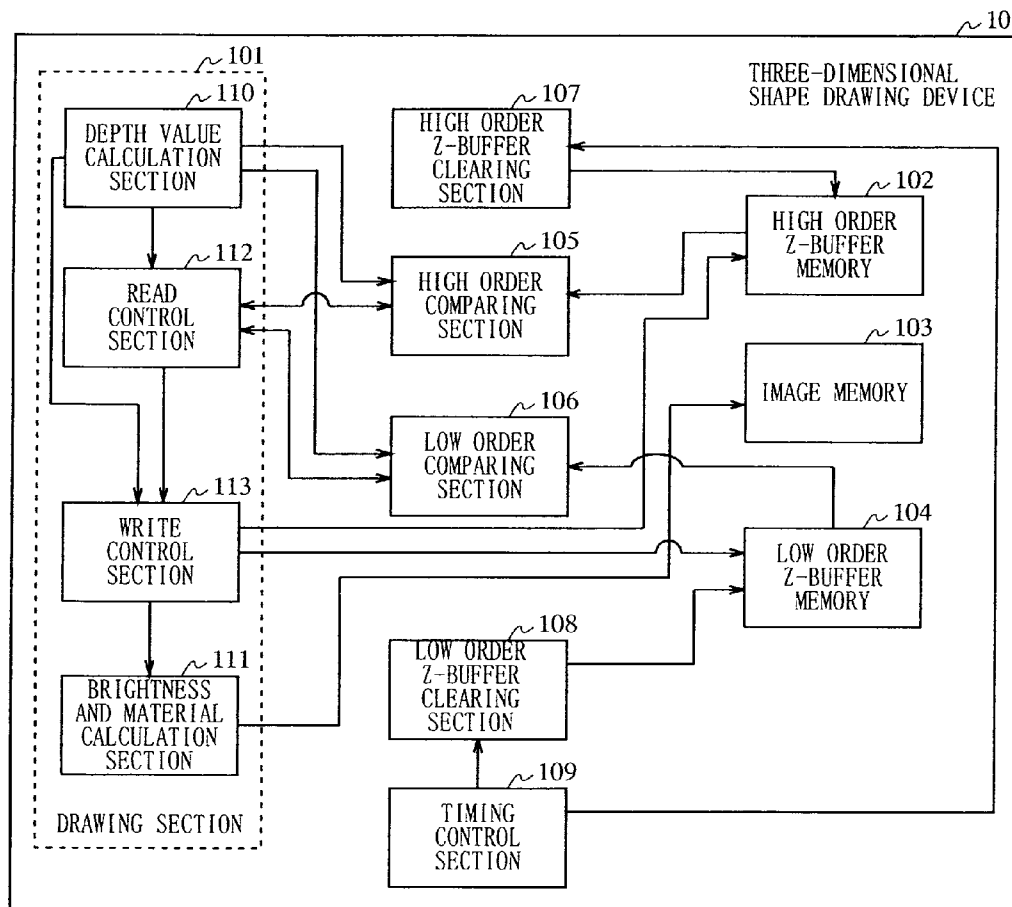 10
THREE-DIMENSIONAL
SHAPE DRAWING DEVICE
101
110
DEPTH VALUE
CALCULATION
SECTION
107
HIGH ORDER
Z-BUFFER
CLEARING
SECTION
102
HIGH ORDER
Z-BUFFER
MEMORY
112
READ
CONTROL
SECTION
105
HIGH ORDER
COMPARING
SECTION
103
IMAGE MEMORY
106
LOW ORDER
COMPARING
SECTION
113
WRITE
CONTROL
SECTION
104
LOW ORDER
Z-BUFFER
MEMORY
108
LOW ORDER
Z-BUFFER
CLEARING
SECTION
111
BRIGHTNESS
AND MATERIAL
CALCULATION
SECTION
109
TIMING
CONTROL
SECTION
DRAWING SECTION